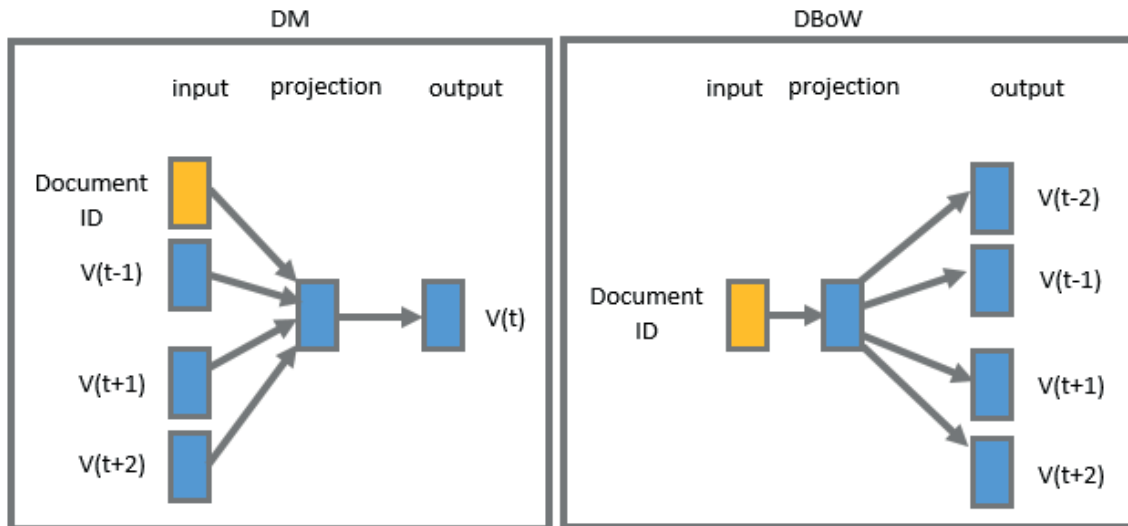 DM
input projection output
Document
ID
V(t-1)
V(t+1)
V(t+2)
V(t)
DBoW
input projection output
Document
ID
V(t-2)
V(t-1)
V(t+1)
V(t+2)